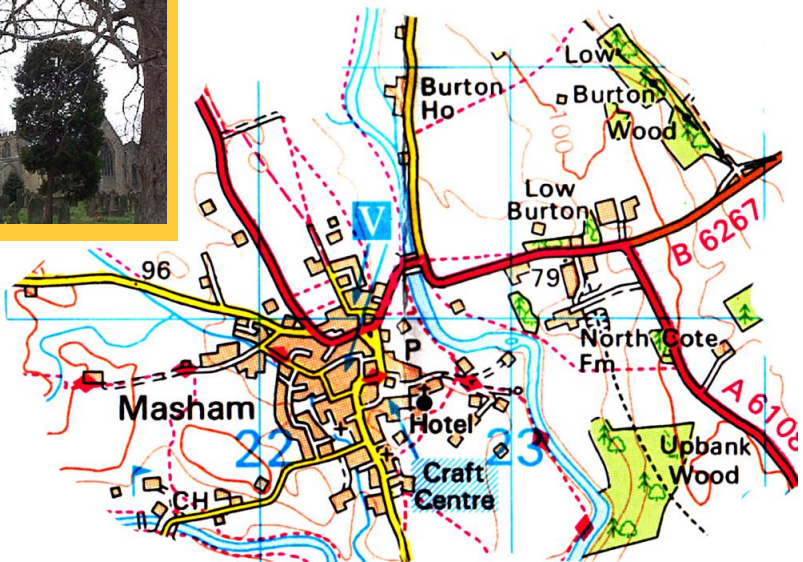 Burton
Ho
Low
Burton
Wood
100
Low
Burton
B 6267
V
96
79
P
North Cote
Fm
Masham
Hotel
A 6108
22
23
Upbank
Wood
Craft
Centre
CH